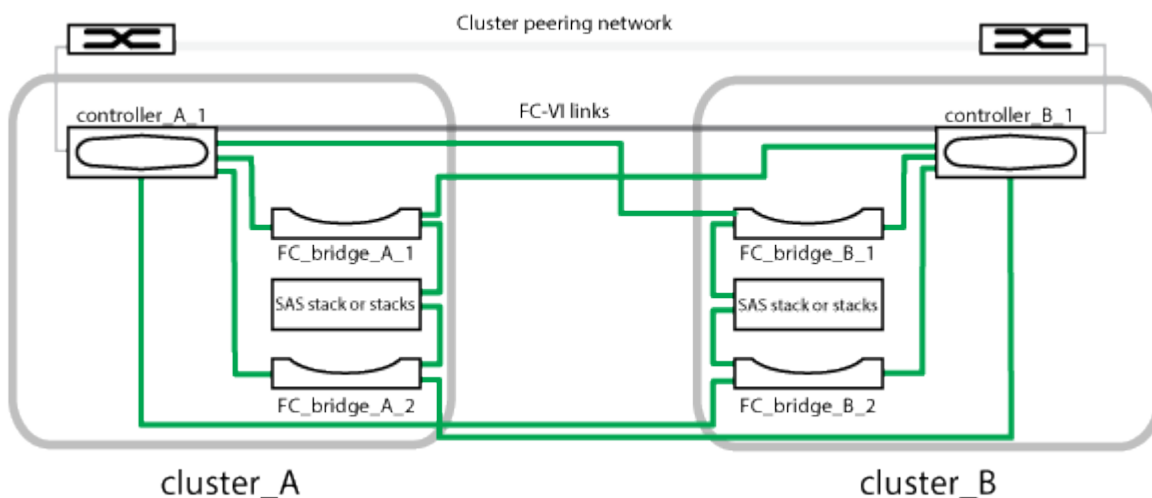 Cluster peering network
controller_A_1
FC-VI links
controller_B_1
FC_bridge_A_1
FC_bridge_B_1
SAS stack or stacks
SAS stack or stacks
FC_bridge_A_2
FC_bridge_B_2
cluster_A
cluster_B